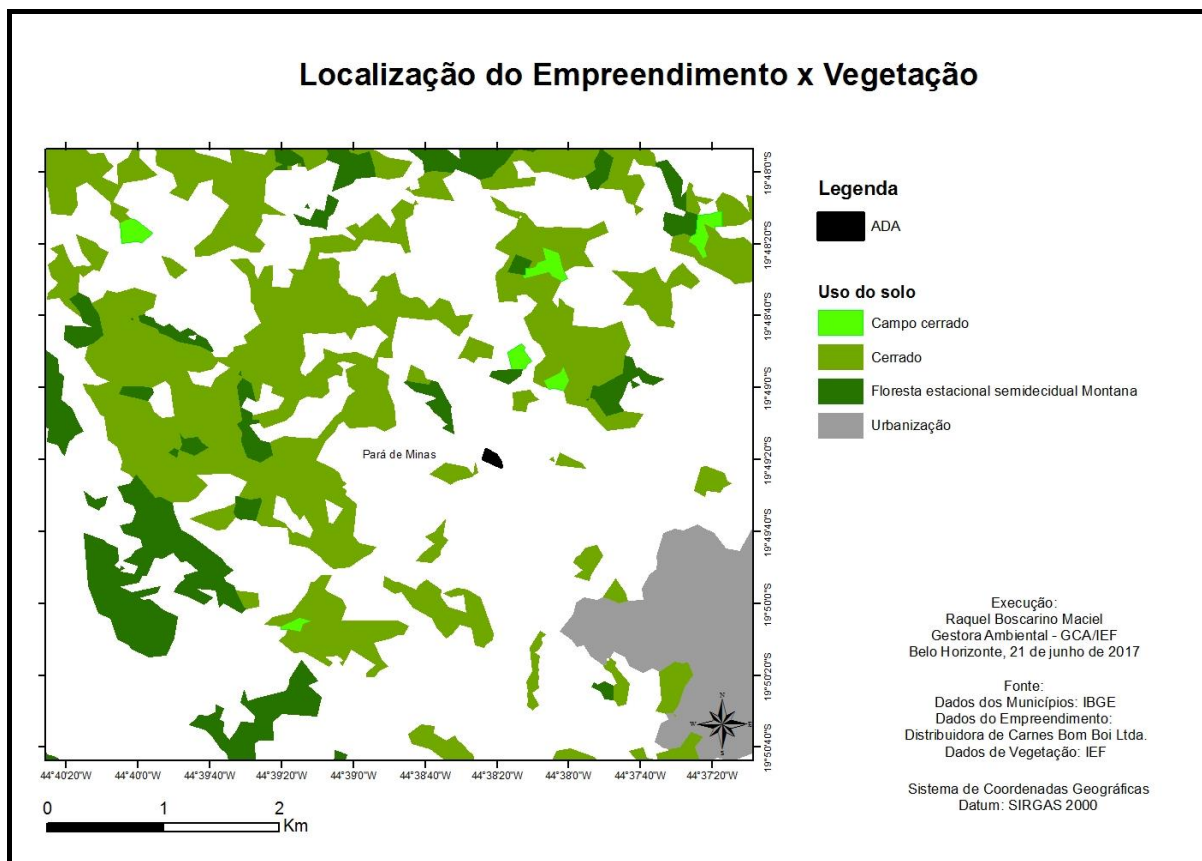 Localização do Empreendimento x Vegetação
19°48'0"S
19°48'20"S
19°48'40"S
19°49'0"S
19°49'20"S
19°49'40"S
19°50'0"S
19°50'20"S
19°50'40"S
Pará de Minas
N
W
E
S
44°40'20"W
44°40'0"W
44°39'40"W
44°39'20"W
44°39'0"W
44°38'40"W
44°38'20"W
44°38'0"W
44°37'40"W
44°37'20"W
0
1
2
Km
Legenda
ADA
Uso do solo
Campo cerrado
Cerrado
Floresta estacional semidecidual Montana
Urbanização
Execução:
Raquel Boscarino Maciel
Gestora Ambiental - GCA/IEF
Belo Horizonte, 21 de junho de 2017
Fonte:
Dados dos Municípios: IBGE
Dados do Empreendimento:
Distribuidora de Carnes Bom Boi Ltda.
Dados de Vegetação: IEF
Sistema de Coordenadas Geográficas
Datum: SIRGAS 2000